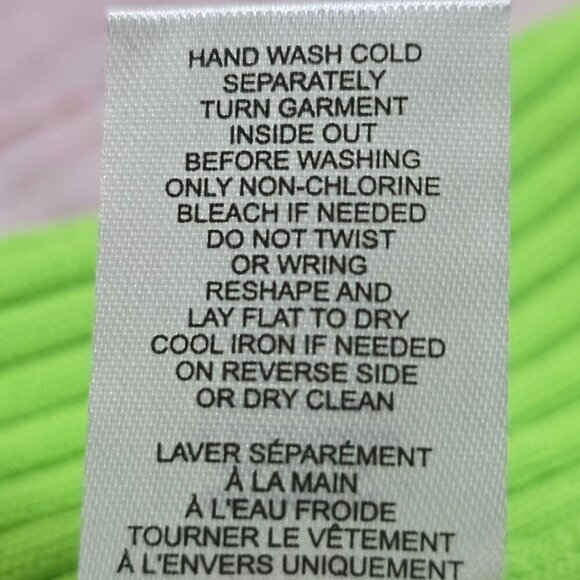 HAND WASH COLD
SEPARATELY
TURN GARMENT
INSIDE OUT
BEFORE WASHING
ONLY NON-CHLORINE
BLEACH IF NEEDED
DO NOT TWIST
OR WRING
RESHAPE AND
LAY FLAT TO DRY
COOL IRON IF NEEDED
ON REVERSE SIDE
OR DRY CLEAN
LAVER SÉPARÉMENT
À LA MAIN
À L'EAU FROIDE
TOURNER LE VÊTEMENT
À L'ENVERS UNIQUEMENT